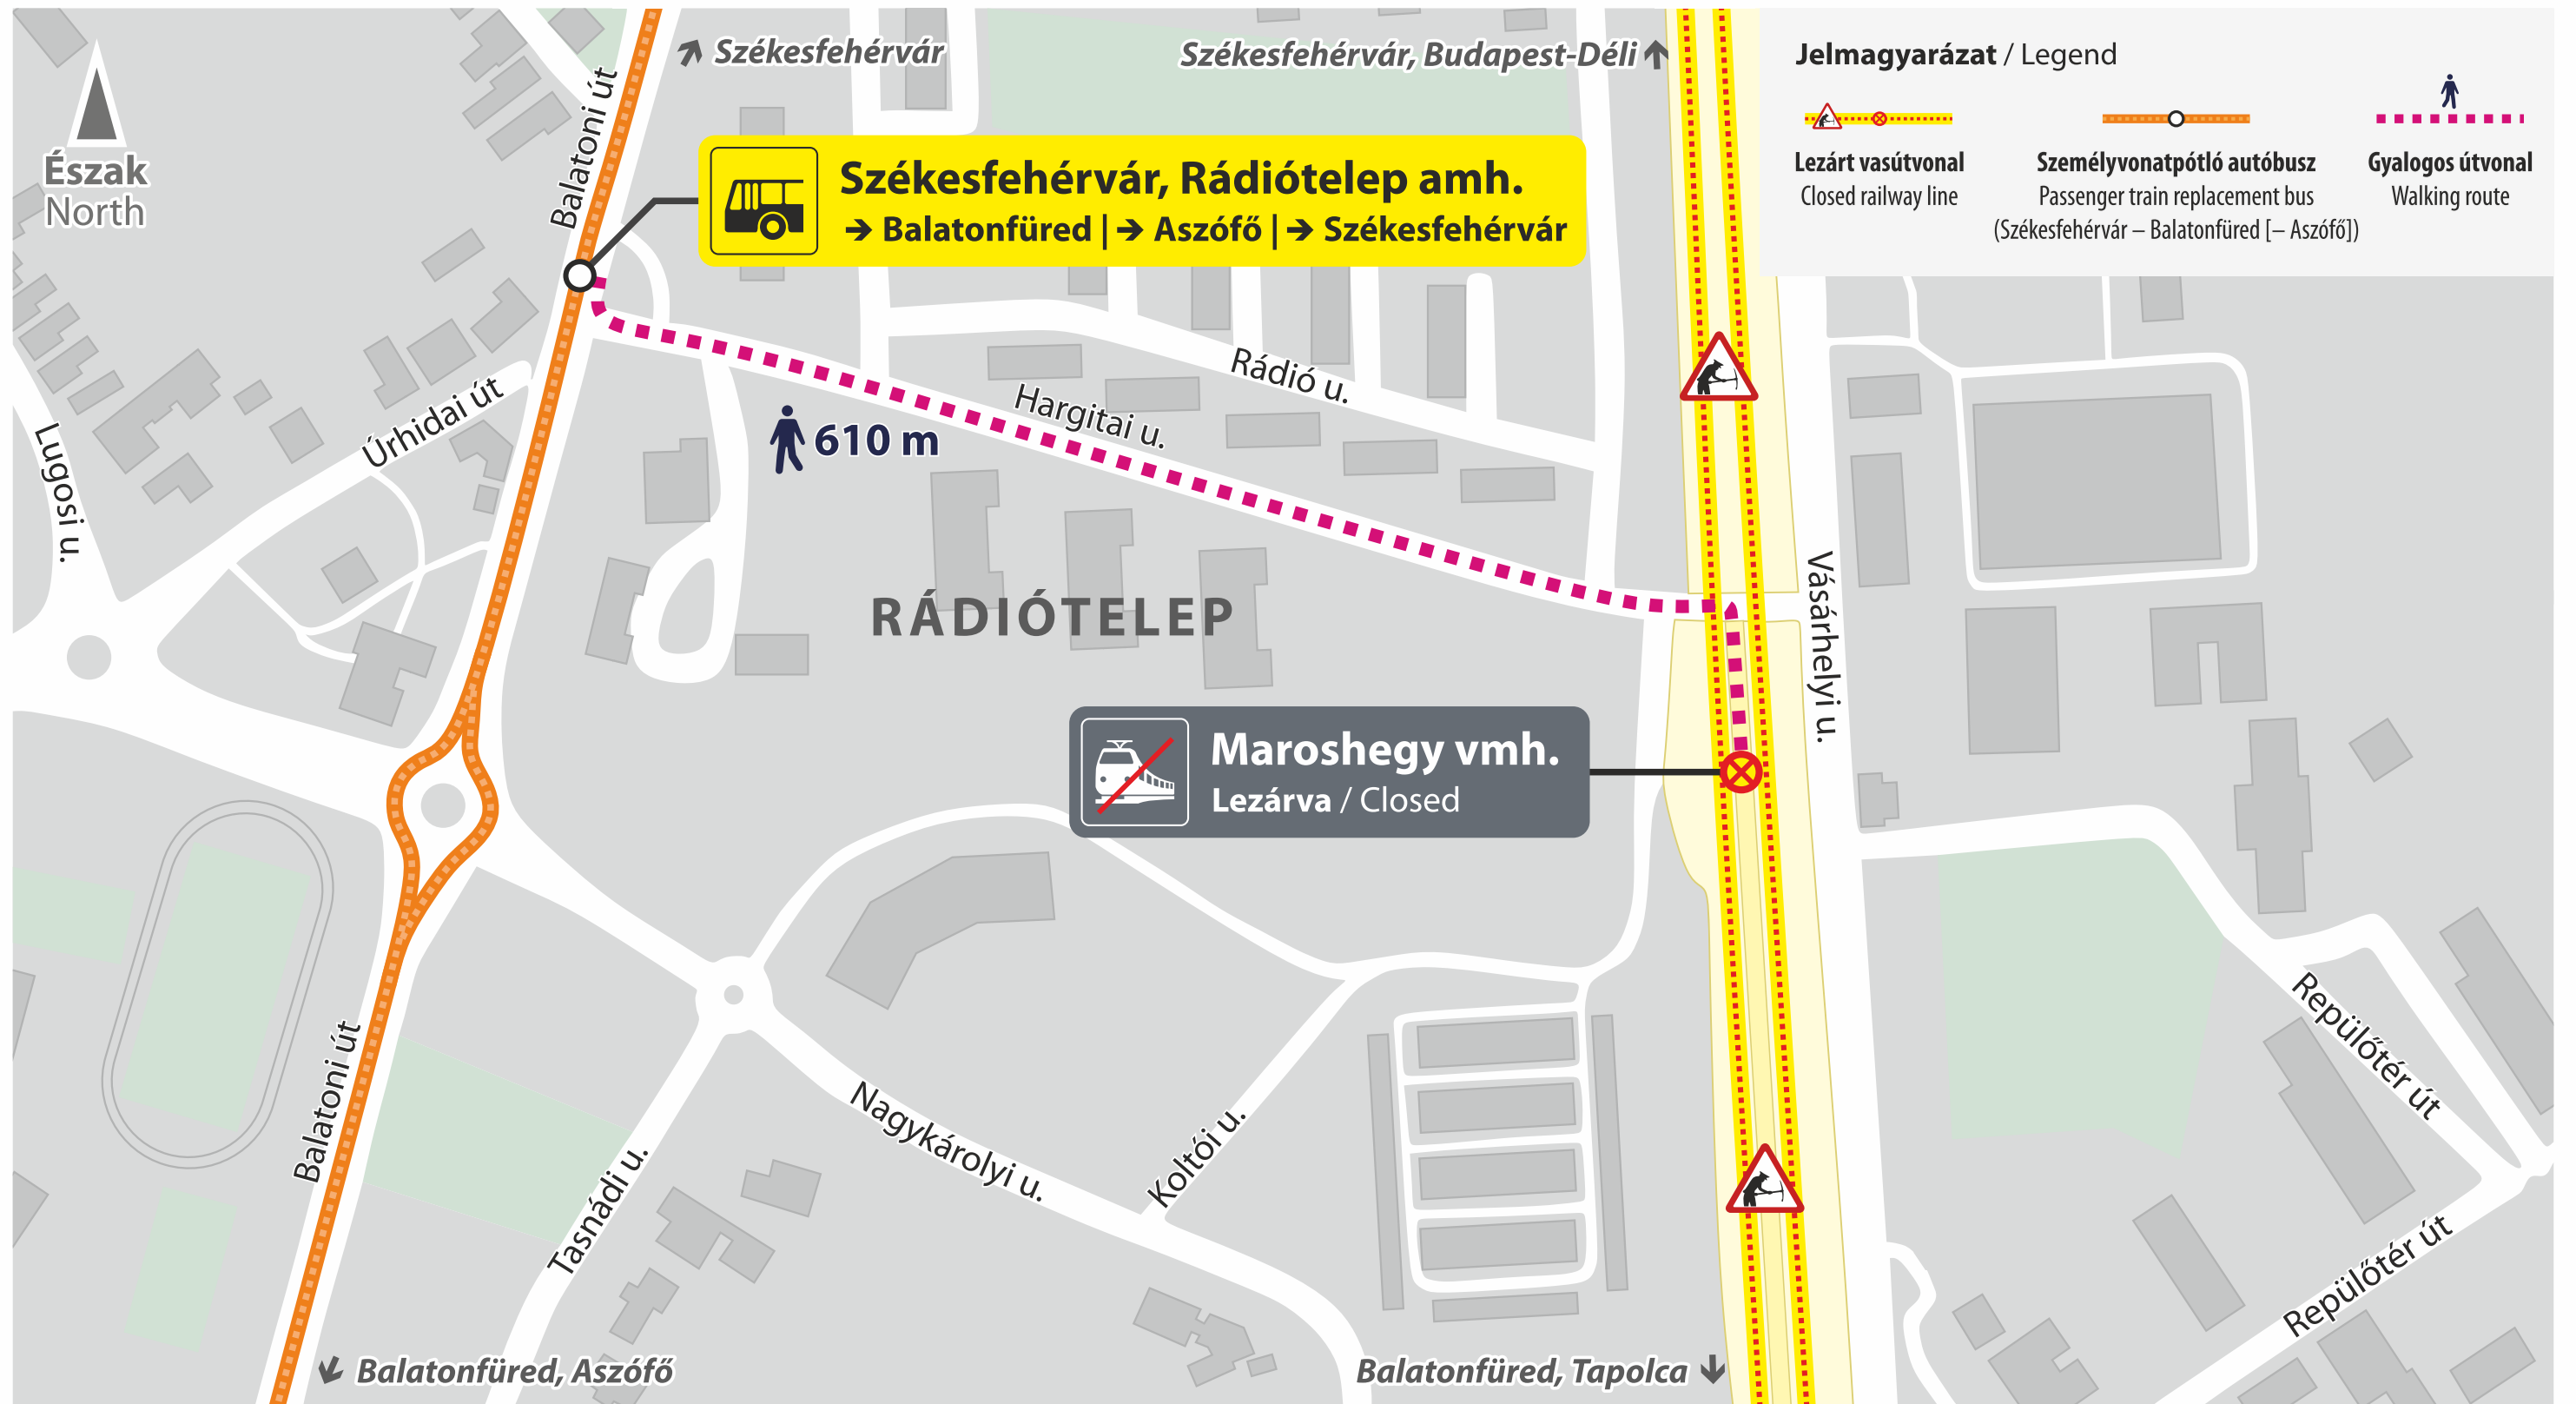 Észak
North
Székesfehérvár
Székesfehérvár, Budapest-Déli
Jelmagyarázat / Legend
Lezárt vasútvonal
Closed railway line
Személyvonatpótló autóbusz
Passenger train replacement bus
(Székesfehérvár – Balatonfüred [– Aszófő])
Gyalogos útvonal
Walking route
Balatoni út
Székesfehérvár, Rádiótelep amh.
➔ Balatonfüred | ➔ Aszófő | ➔ Székesfehérvár
Rádió u.
Hargitai u.
Úrhidai út
Lugosi u.
610 m
RÁDIÓTELEP
Vásárhelyi u.
Maroshegy vmh.
Lezárva / Closed
Balatoni út
Nagykárolyi u.
Koltói u.
Tasnádi u.
Repülőtér út
Repülőtér út
Balatonfüred, Aszófő
Balatonfüred, Tapolca